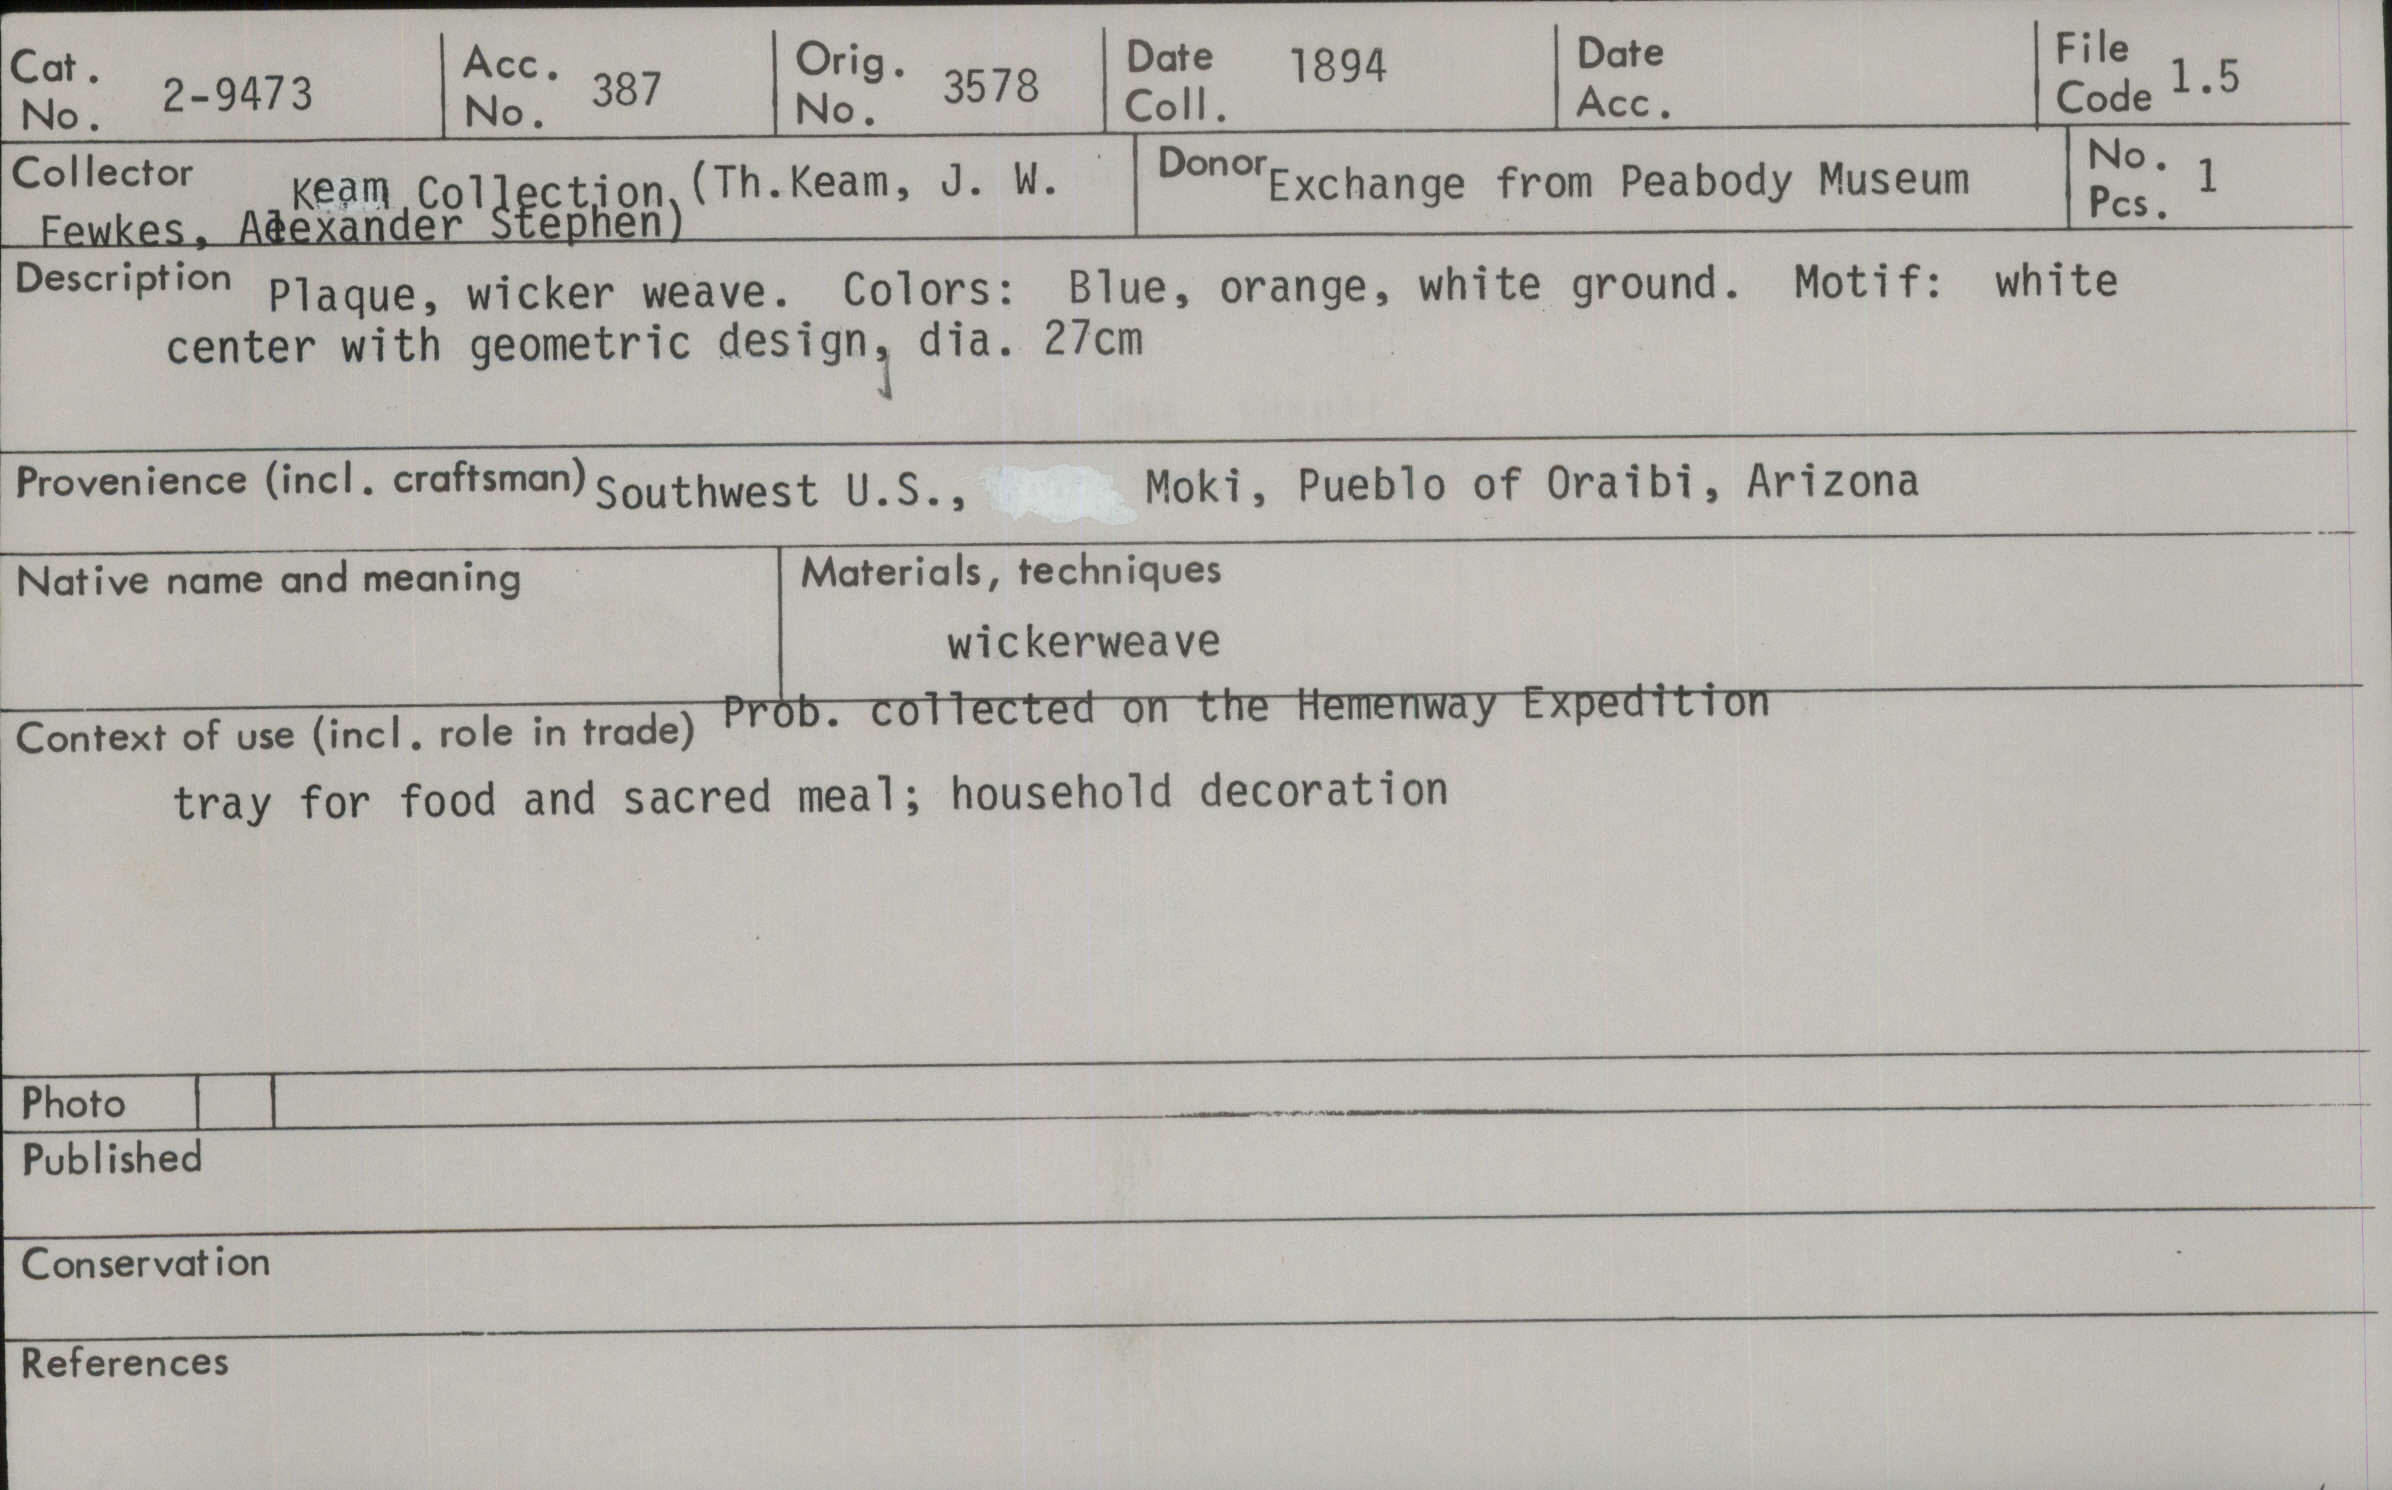 Cat. No. 2-9473
Acc. No. 387
Orig. No. 3578
Date Coll. 1894
Date Acc.
File Code 1.5
Collector Keam Collection (Th.Keam, J. W.
Fewkes, Alexander Stephen)
Donor Exchange from Peabody Museum
No. Pcs. 1
Description Plaque, wicker weave. Colors: Blue, orange, white ground. Motif: white
center with geometric design, dia. 27cm
Provenience (incl. craftsman) Southwest U.S., Moki, Pueblo of Oraibi, Arizona
Native name and meaning
Materials, techniques
wickerweave
Context of use (incl. role in trade) Prob. collected on the Hemenway Expedition
tray for food and sacred meal; household decoration
Photo
Published
Conservation
References